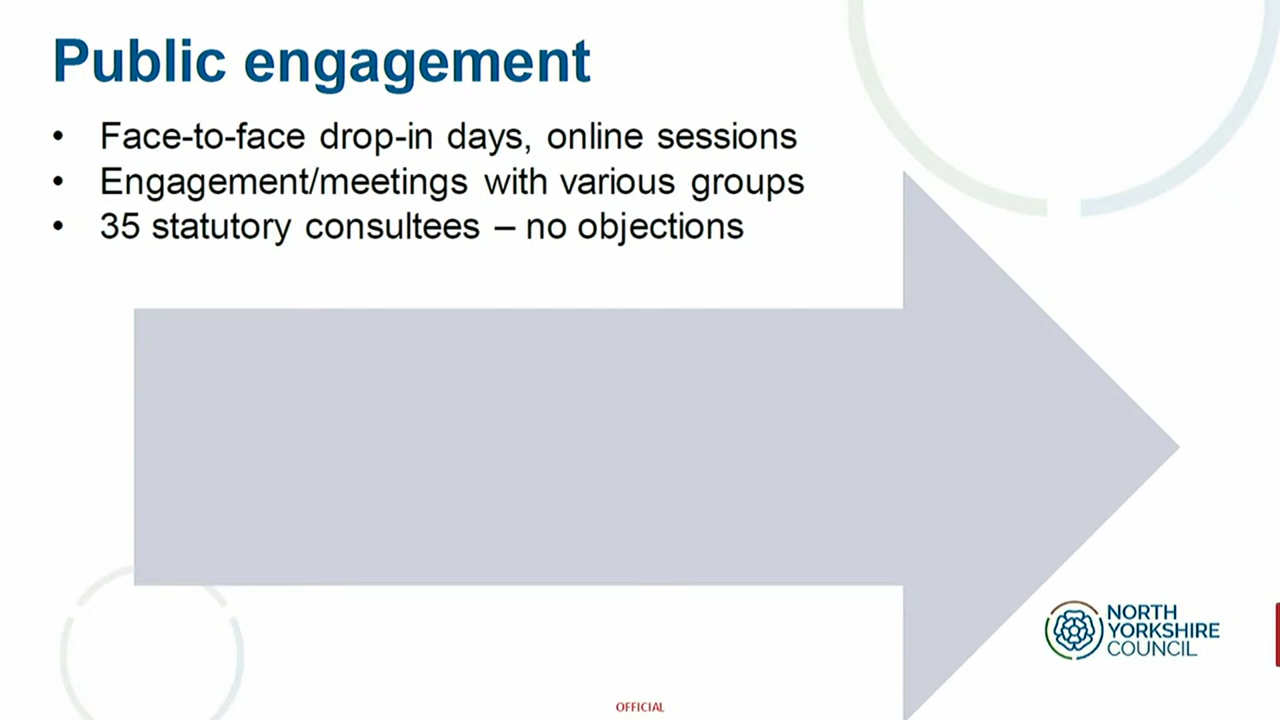 Public engagement
• Face-to-face drop-in days, online sessions
• Engagement/meetings with various groups
• 35 statutory consultees – no objections
NORTH
YORKSHIRE
COUNCIL
OFFICIAL